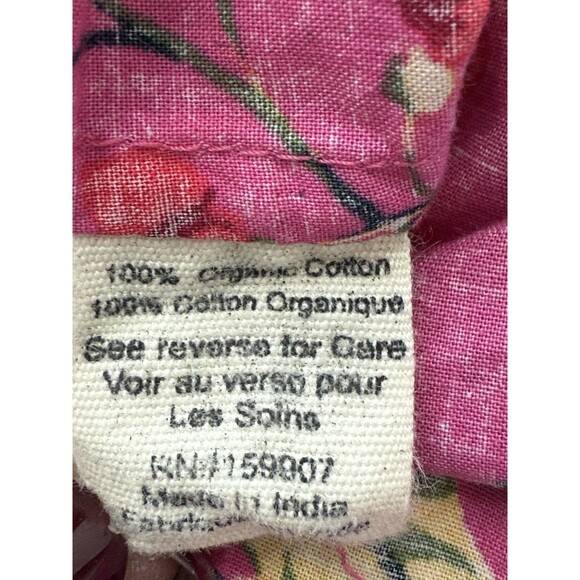 100% Organic Cotton
100% Cotton Organique
See reverse for Care
Voir au verso pour
Les Soins
RN#159907
Made in India